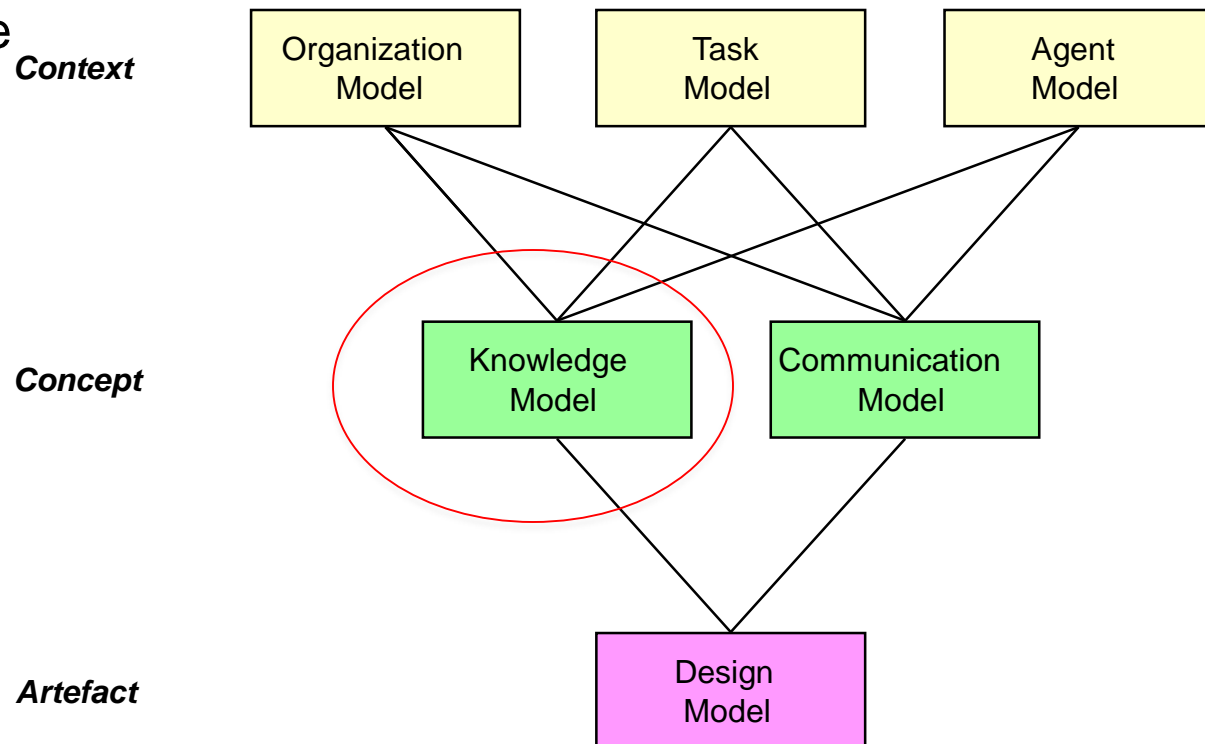 e
Context
Organization
Model
Task
Model
Agent
Model
Concept
Knowledge
Model
Communication
Model
Artefact
Design
Model